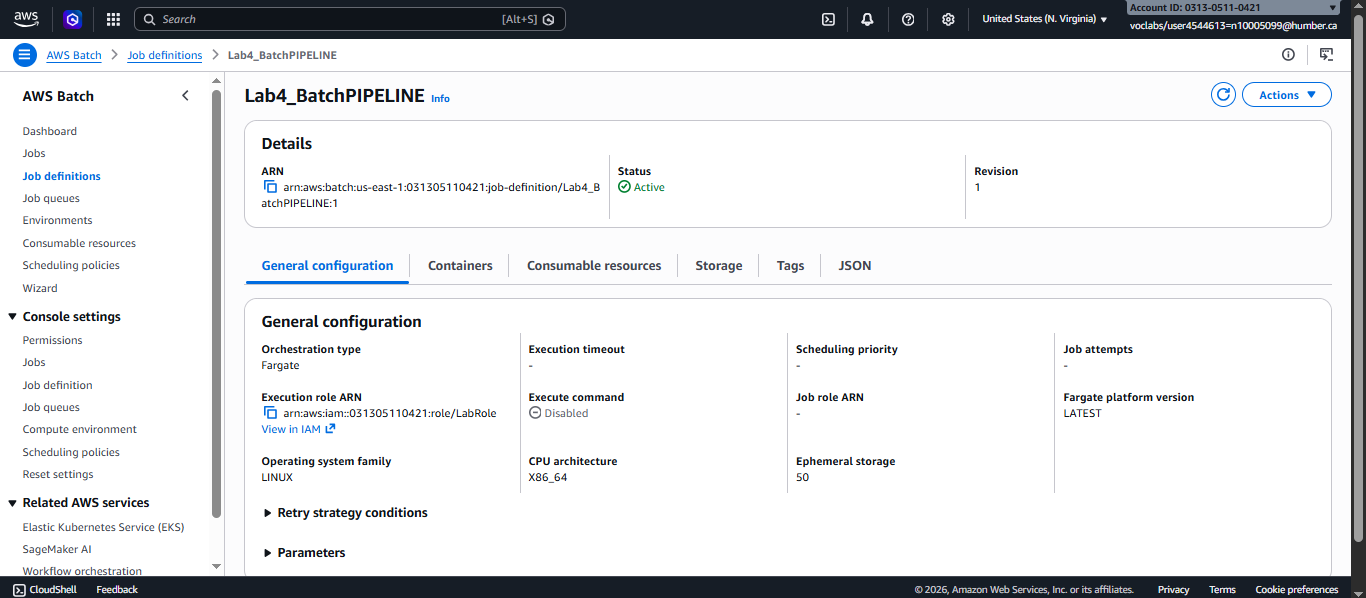 aws
Search
[Alt+S]
United States (N. Virginia)
Account ID: 0313-0511-0421
voclabs/user4544613=n10005099@humber.ca
AWS Batch
Job definitions
Lab4_BatchPIPELINE
AWS Batch
Dashboard
Jobs
Job definitions
Job queues
Environments
Consumable resources
Scheduling policies
Wizard
Console settings
Permissions
Jobs
Job definition
Job queues
Compute environment
Scheduling policies
Reset settings
Related AWS services
Elastic Kubernetes Service (EKS)
SageMaker AI
Workflow orchestration
Lab4_BatchPIPELINE Info
Actions
Details
ARN
arn:aws:batch:us-east-1:031305110421:job-definition/Lab4_B
atchPIPELINE:1
Status
Active
Revision
1
General configuration
Containers
Consumable resources
Storage
Tags
JSON
General configuration
Orchestration type
Fargate
Execution timeout
-
Scheduling priority
-
Job attempts
-
Execution role ARN
arn:aws:iam::031305110421:role/LabRole
View in IAM
Execute command
Disabled
Job role ARN
-
Fargate platform version
LATEST
Operating system family
LINUX
CPU architecture
X86_64
Ephemeral storage
50
Retry strategy conditions
Parameters
CloudShell
Feedback
© 2026, Amazon Web Services, Inc. or its affiliates.
Privacy
Terms
Cookie preferences